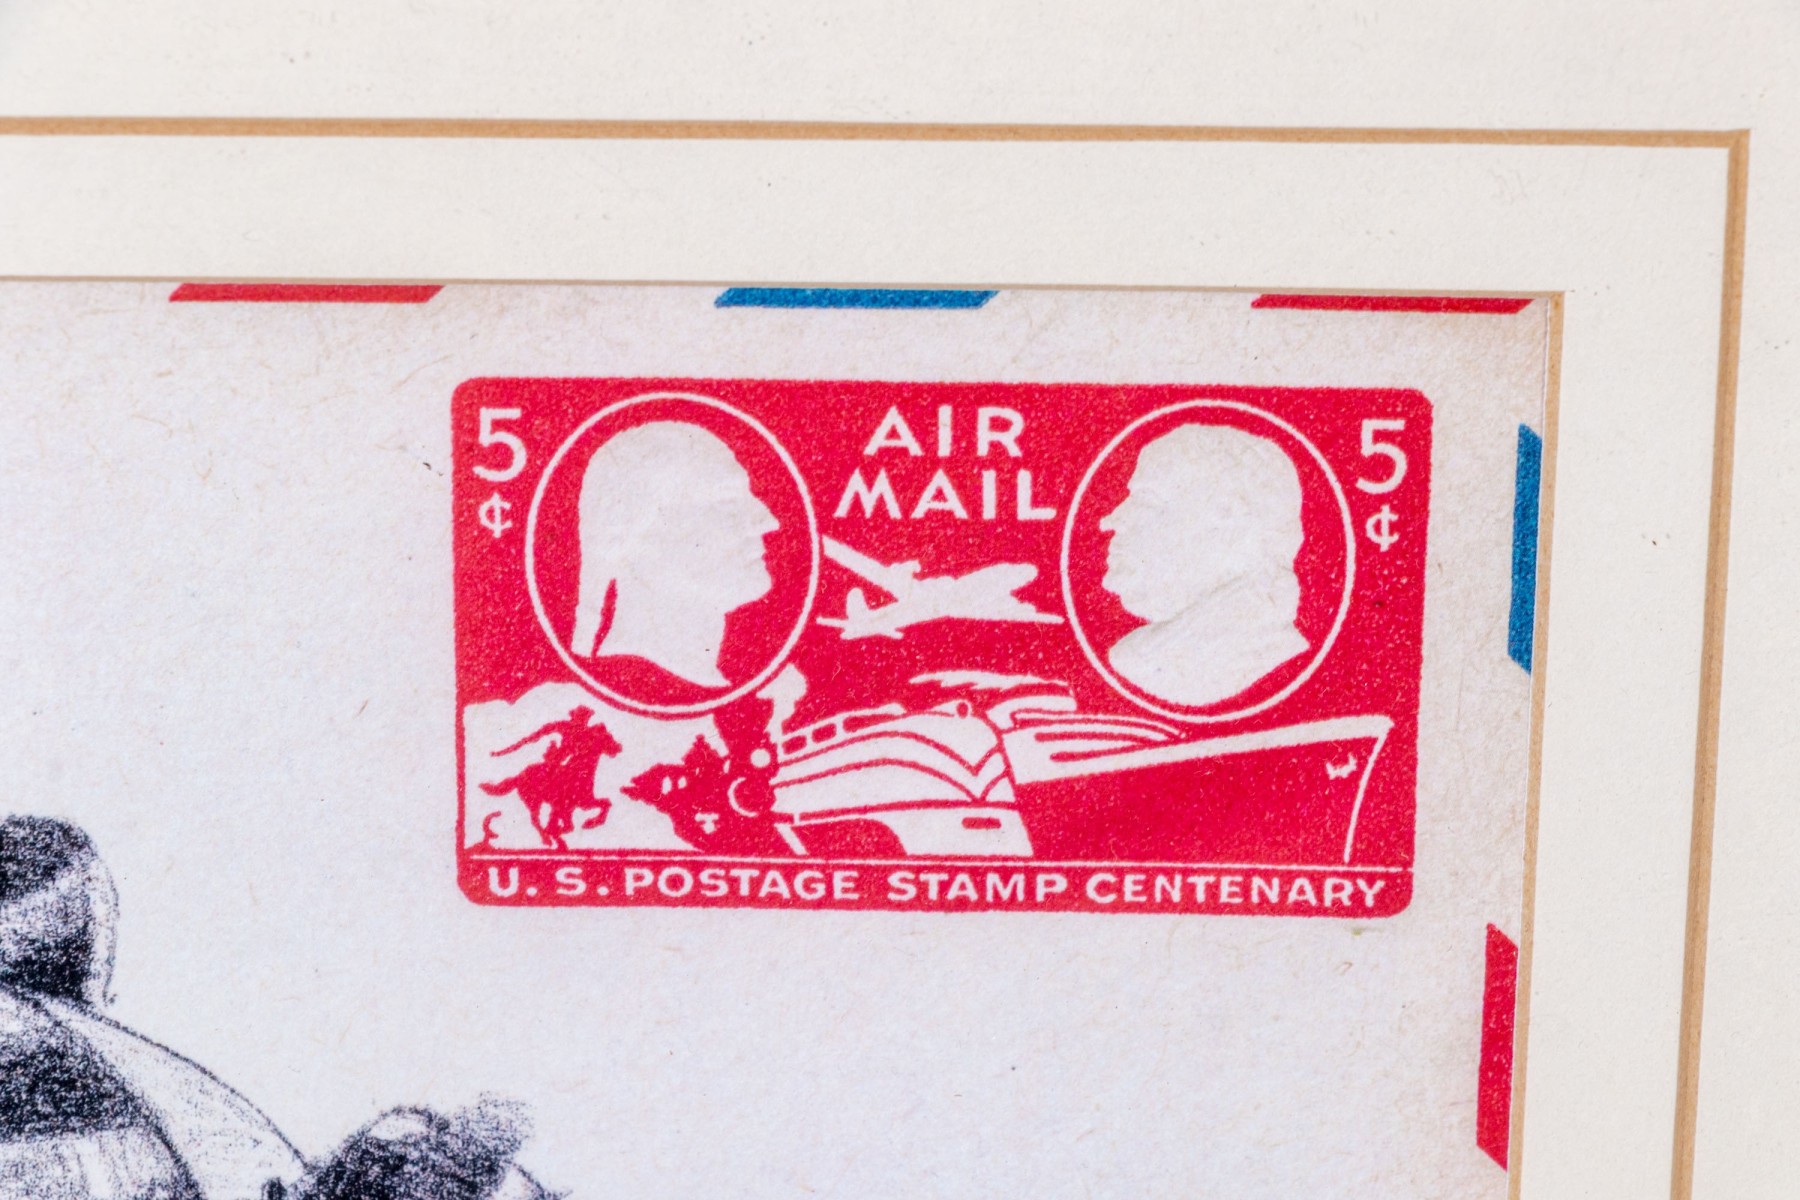 5¢
AIR
MAIL
5¢
U.S. POSTAGE STAMP CENTENARY